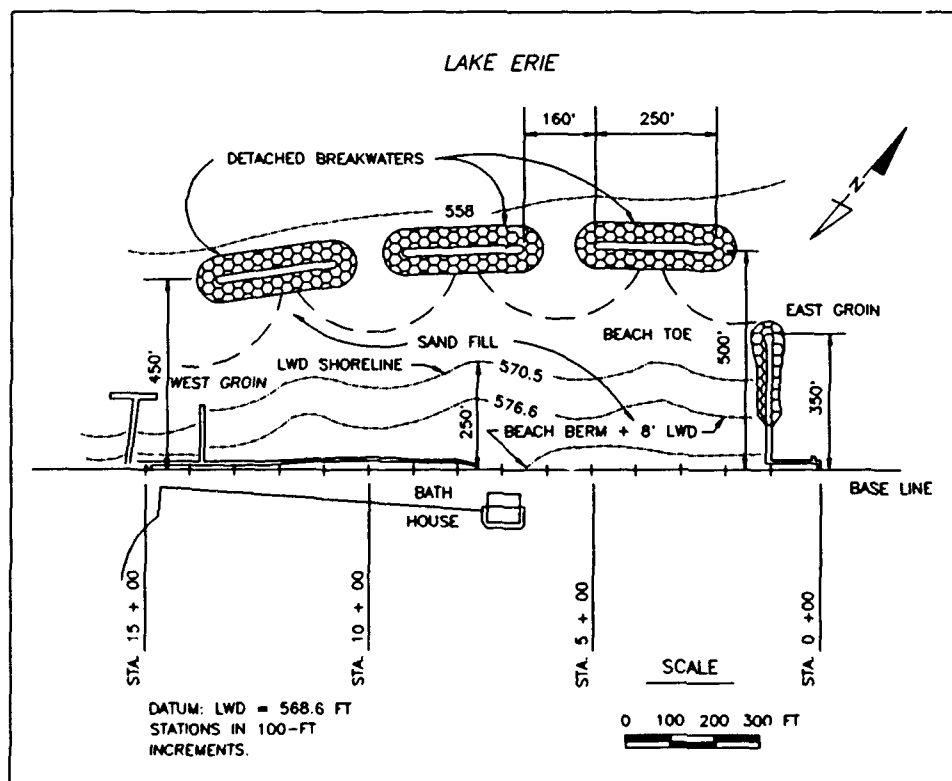 LAKE ERIE
160'
250'
DETACHED BREAKWATERS
N
558
EAST GROIN
SAND FILL
BEACH TOE
LWD SHORELINE
570.5
450'
WEST GROIN
500'
350'
576.6
250'
BEACH BERM + 8' LWD
BATH
HOUSE
BASE LINE
STA. 15 + 00
STA. 10 + 00
STA. 5 + 00
STA. 0 +00
SCALE
0 100 200 300 FT
DATUM: LWD = 568.6 FT
STATIONS IN 100-FT
INCREMENTS.